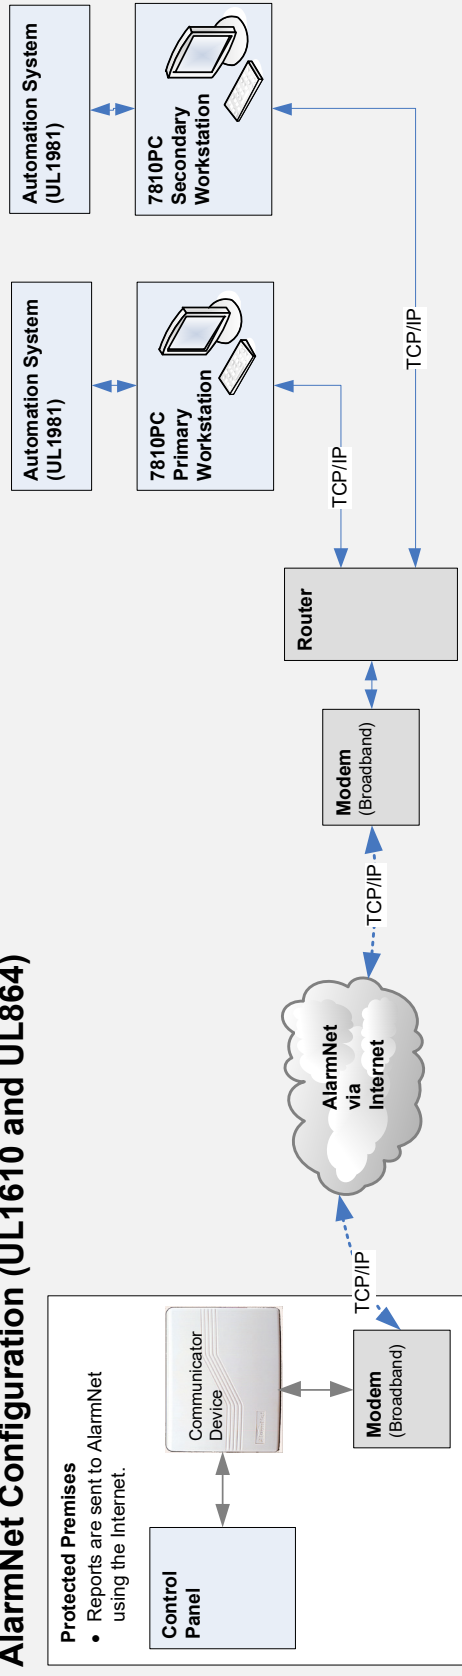 AlarmNet Configuration (UL1610 and UL864)
Protected Premises
• Reports are sent to AlarmNet
using the Internet.
Control
Panel
Communicator
Device
Modem
(Broadband)
TCP/IP
AlarmNet
via
Internet
TCP/IP
Modem
(Broadband)
Router
TCP/IP
TCP/IP
Automation System
(UL1981)
7810PC
Primary
Workstation
Automation System
(UL1981)
7810PC
Secondary
Workstation